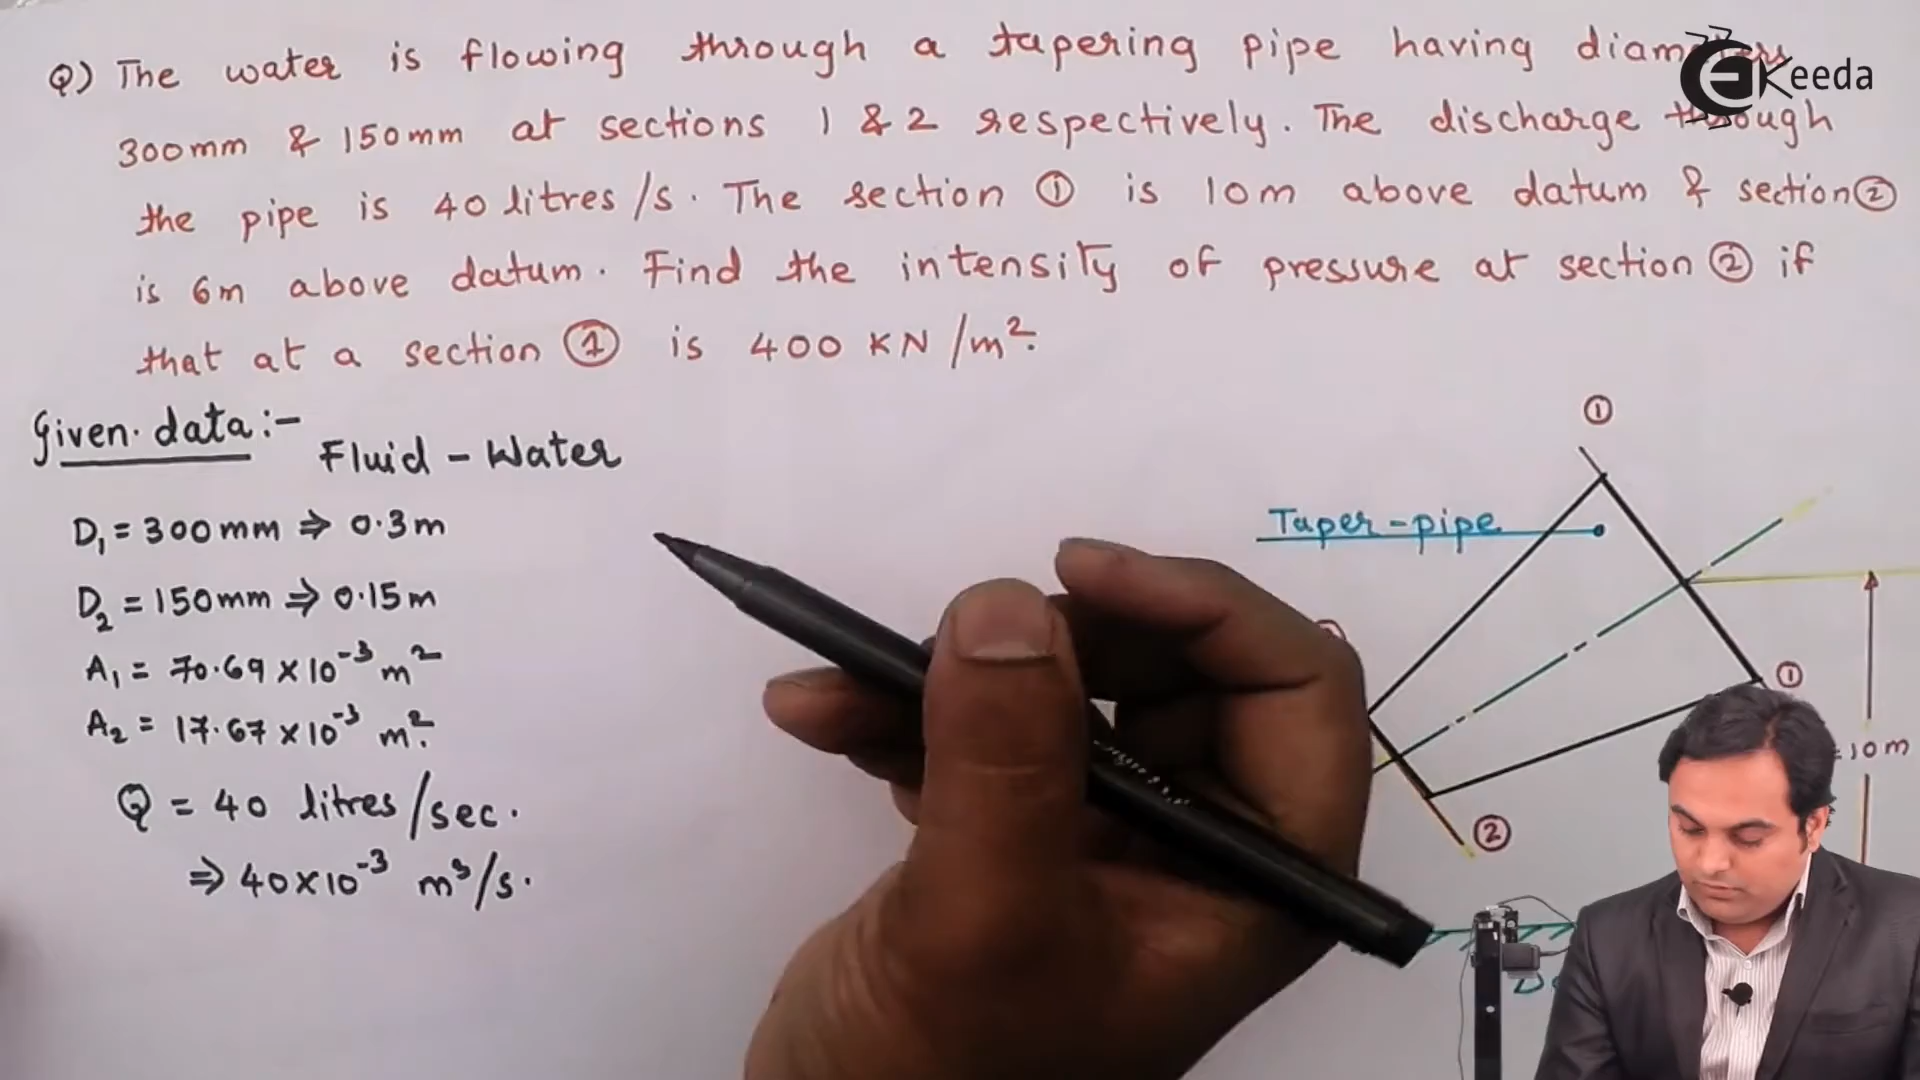 Q) The water is flowing through a tapering pipe having
300mm & 150mm at sections 1 & 2 respectively. The discharge through
the pipe is 40 litres/s. The section ① is 10m above datum & section②
is 6m above datum. Find the intensity of pressure at section ② if
that at a section ① is 400 KN/m².
Given data:-
Fluid - Water
D₁ = 300mm ⇒ 0.3m
D₂ = 150mm ⇒ 0.15m
A₁ = 70.69 × 10⁻³ m²
A₂ = 17.67 × 10⁻³ m².
Q = 40 litres/sec.
⇒ 40×10⁻³ m³/s.
①
Taper-pipe
①
= 10m
②
Keeda